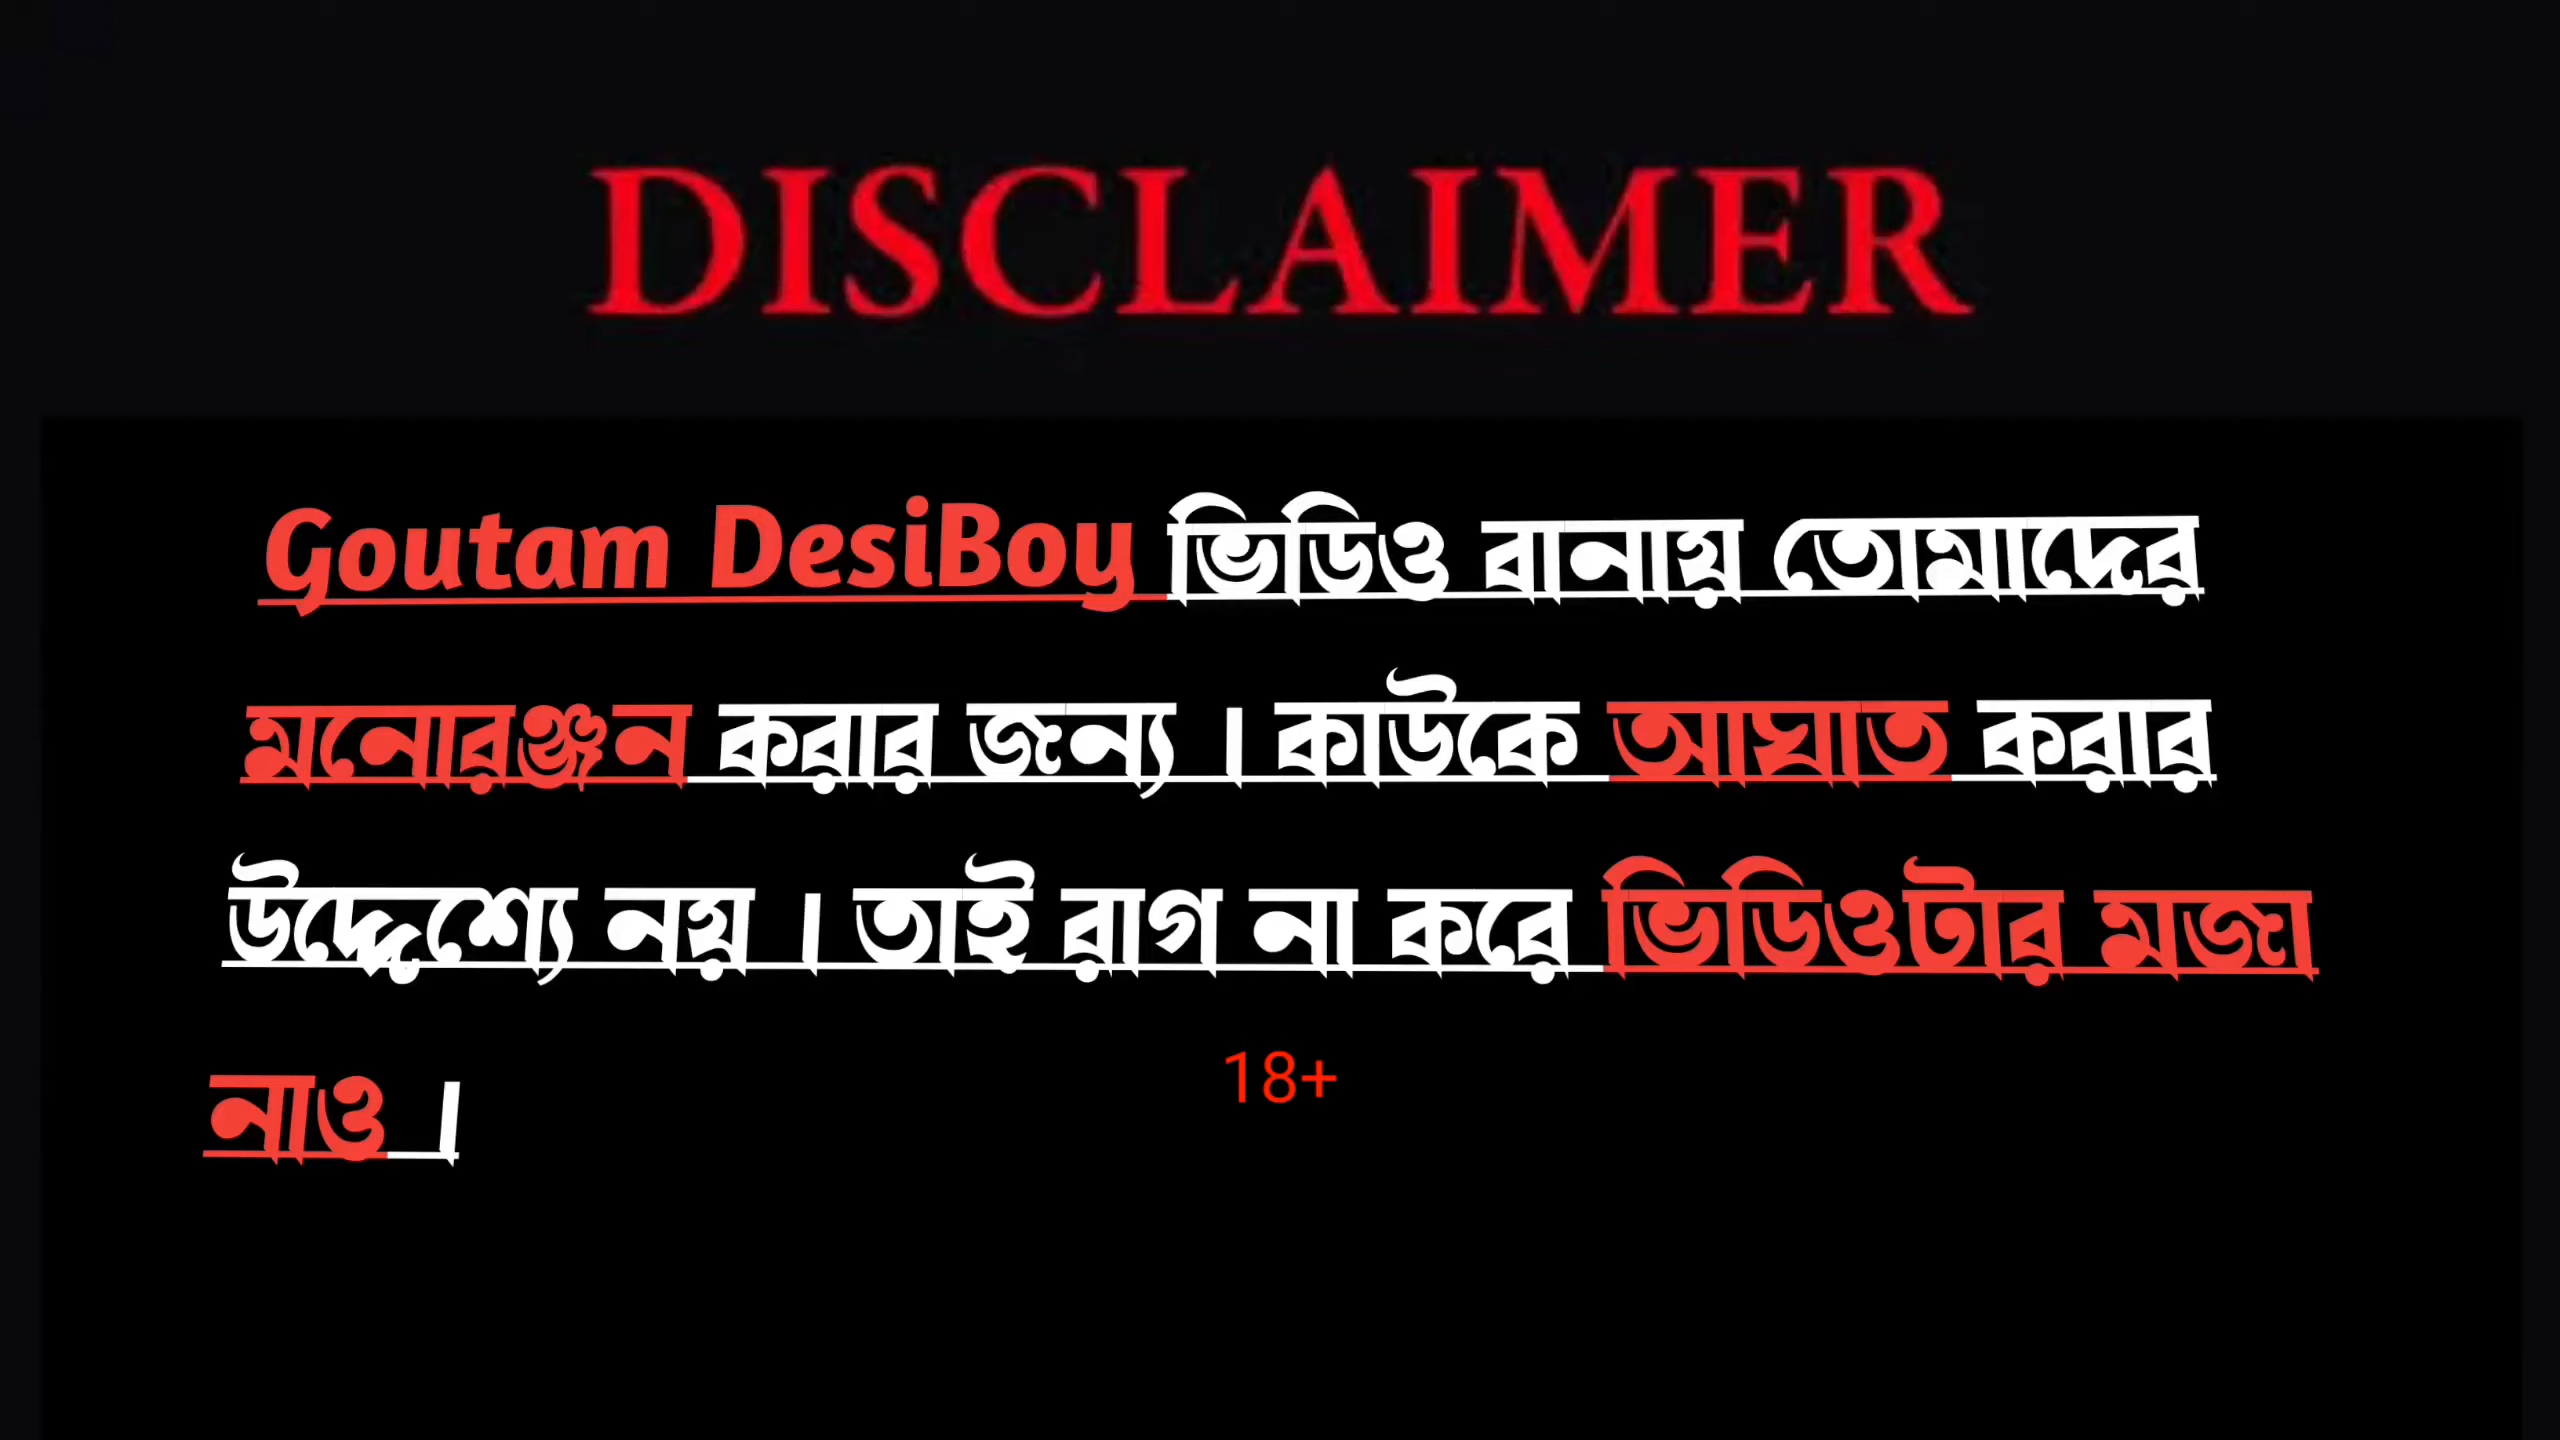 DISCLAIMER
Goutam DesiBoy ভিডিও বানায় তোমাদের
মনোরঞ্জন করার জন্য । কাউকে আঘাত করার
উদ্দেশ্যে নয় । তাই রাগ না করে ভিডিওটার মজা
নাও ।
18+